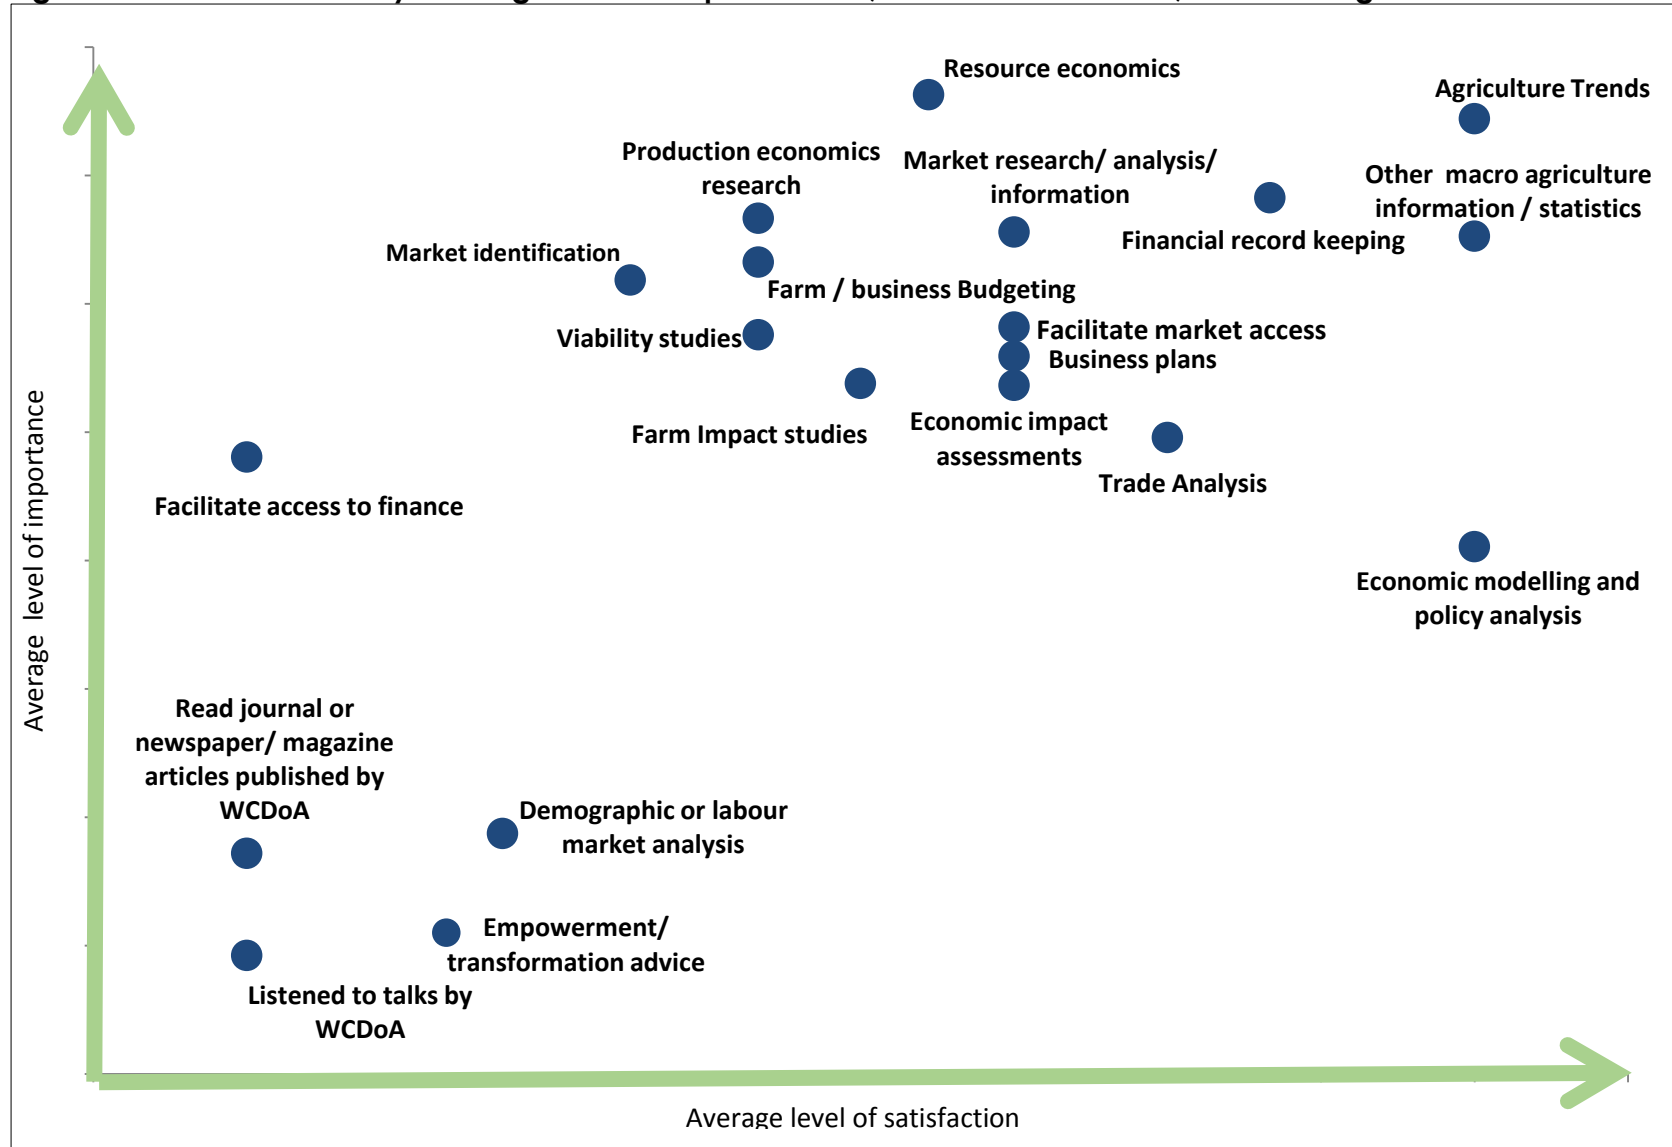 Resource economics
Agriculture Trends
Production economics
research
Market research/ analysis/
information
Other  macro agriculture
information / statistics
Financial record keeping
Market identification
Farm / business Budgeting
Viability studies
Facilitate market access
Business plans
Farm Impact studies
Economic impact
assessments
Trade Analysis
Facilitate access to finance
Economic modelling and
policy analysis
Average  level of importance
Read journal or
newspaper/ magazine
articles published by
WCDoA
Demographic or labour
market analysis
Empowerment/
transformation advice
Listened to talks by
WCDoA
Average level of satisfaction